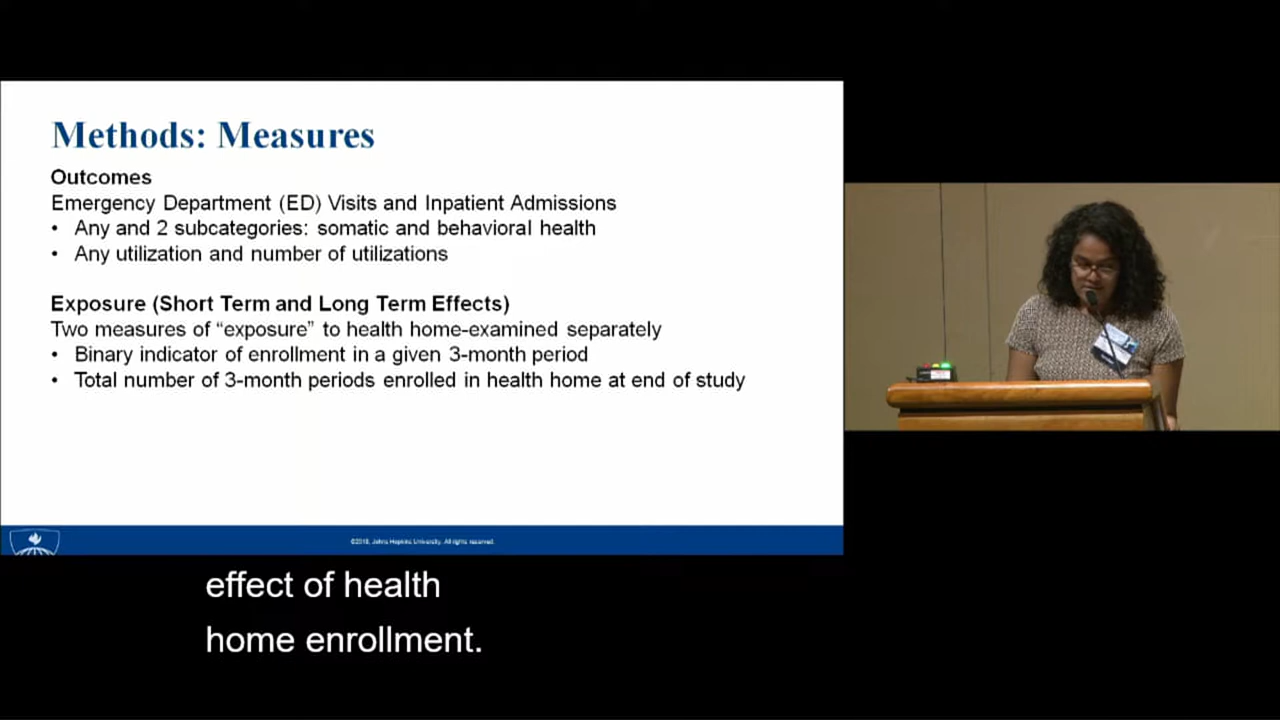 Methods: Measures
Outcomes
Emergency Department (ED) Visits and Inpatient Admissions
• Any and 2 subcategories: somatic and behavioral health
• Any utilization and number of utilizations
Exposure (Short Term and Long Term Effects)
Two measures of “exposure” to health home-examined separately
• Binary indicator of enrollment in a given 3-month period
• Total number of 3-month periods enrolled in health home at end of study
Johns Hopkins University. All rights reserved.
effect of health
home enrollment.